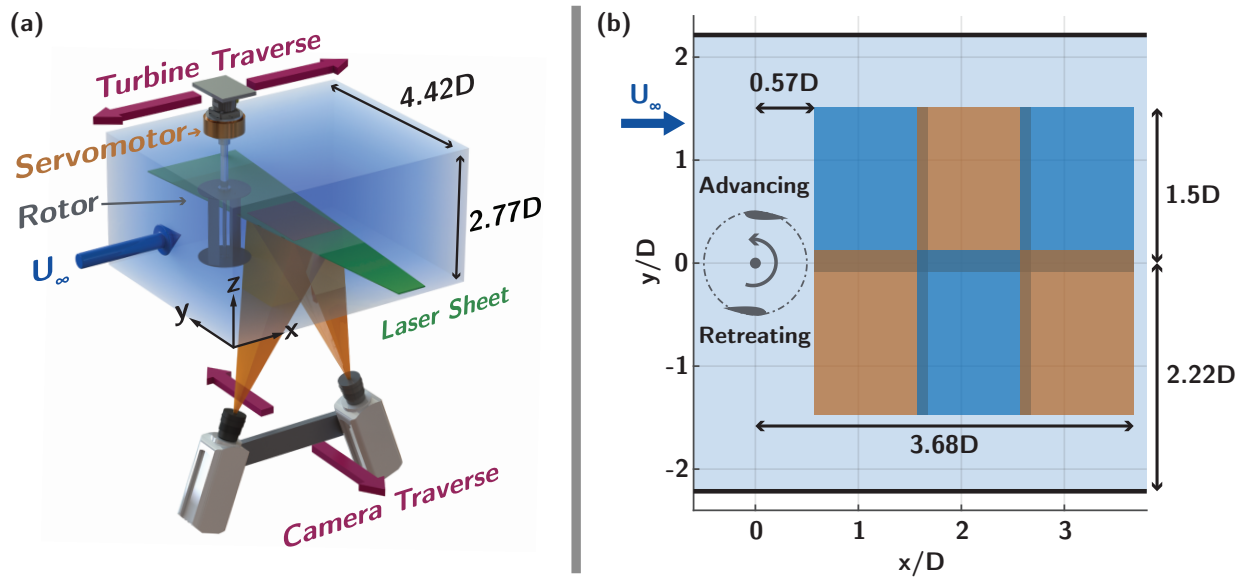 (a)
Turbine Traverse
4.42D
Servomotor
Rotor
2.77D
U∞
z
y
x
Laser Sheet
Camera Traverse
(b)
2
1
0
-1
-2
y/D
U∞
0.57D
Advancing
Retreating
1.5D
2.22D
3.68D
0 1 2 3
x/D